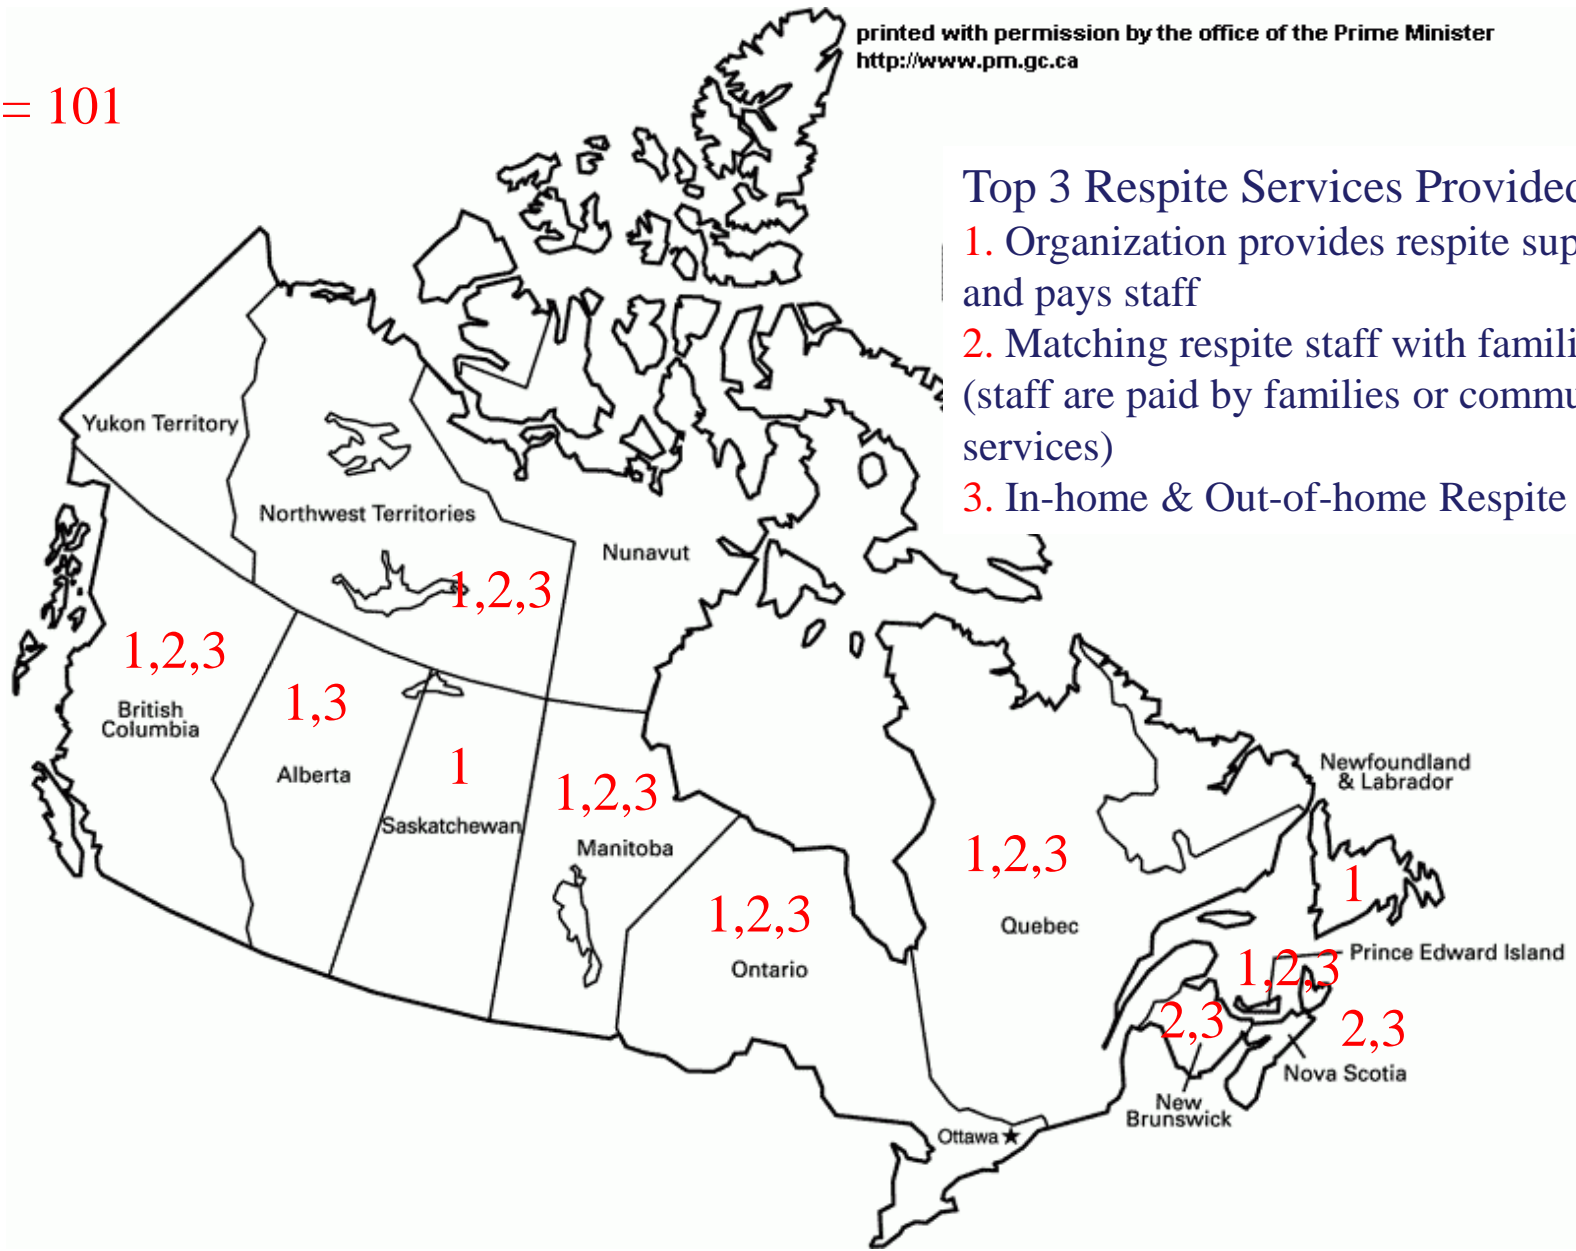 printed with permission by the office of the Prime Minister
http://www.pm.gc.ca
= 101
Top 3 Respite Services Provided
1. Organization provides respite sup
and pays staff
2. Matching respite staff with famili
(staff are paid by families or commu
services)
3. In-home & Out-of-home Respite
Yukon Territory
Northwest Territories
1,2,3
Nunavut
1,2,3
British
Columbia
1,3
Alberta
1
Saskatchewan
1,2,3
Manitoba
1,2,3
Ontario
1,2,3
Quebec
Newfoundland
& Labrador
1
Prince Edward Island
1,2,3
2,3
New
Brunswick
2,3
Nova Scotia
Ottawa